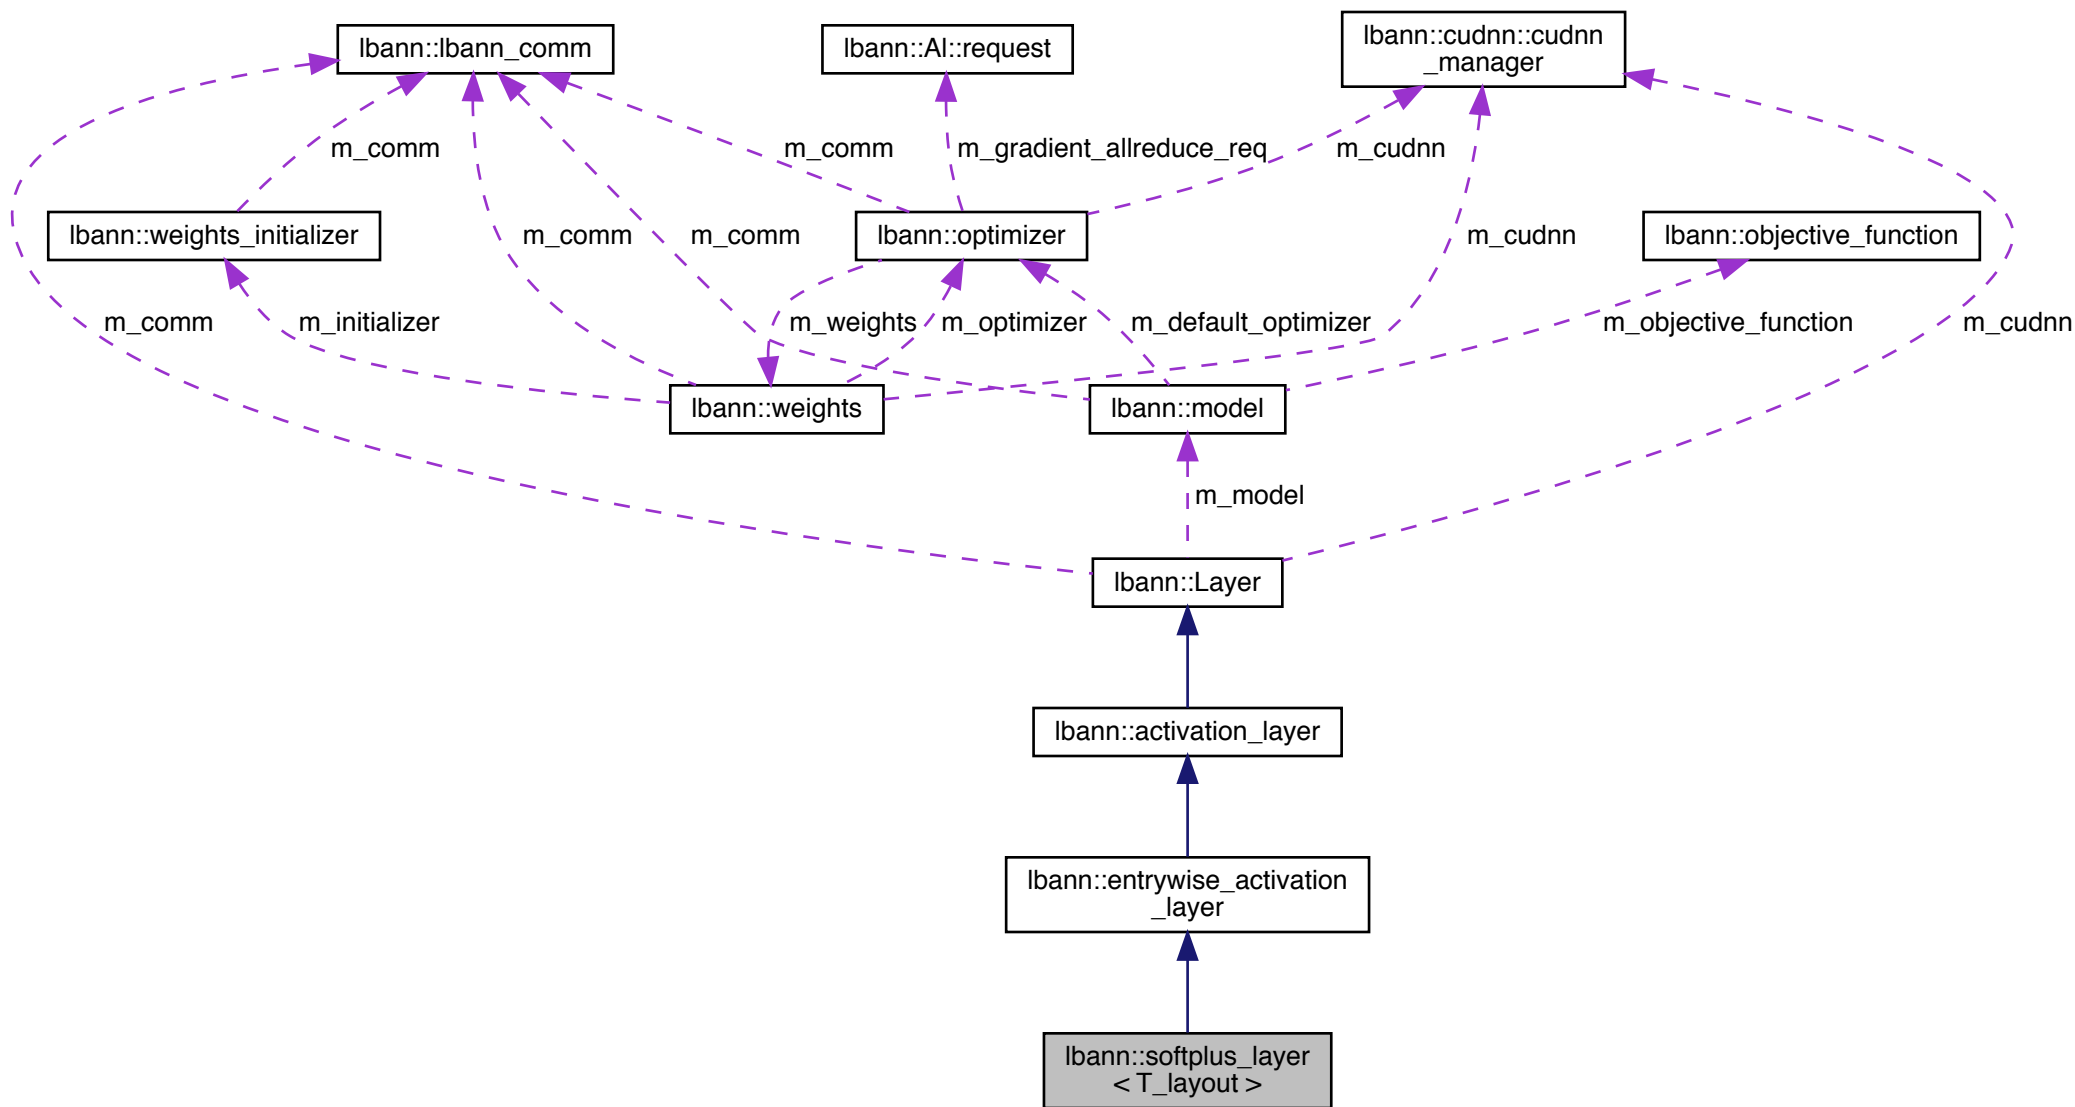 lbann::lbann_comm
lbann::Al::request
lbann::cudnn::cudnn
_manager
m_comm
m_comm
m_gradient_allreduce_req
m_cudnn
lbann::weights_initializer
m_comm
m_comm
lbann::optimizer
m_cudnn
lbann::objective_function
m_comm
m_initializer
m_weights
m_optimizer
m_default_optimizer
m_objective_function
m_cudnn
lbann::weights
lbann::model
m_model
lbann::Layer
lbann::activation_layer
lbann::entrywise_activation
_layer
lbann::softplus_layer
< T_layout >